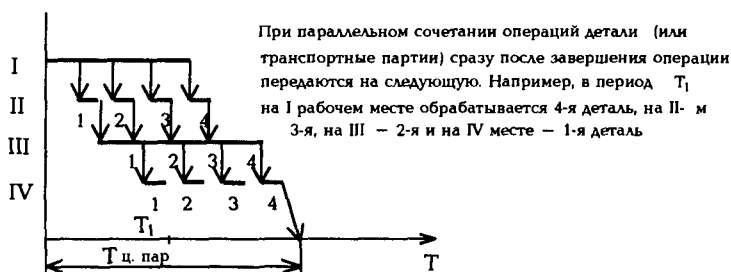 При параллельном сочетании операций детали (или
транспортные партии) сразу после завершения операции
передаются на следующую. Например, в период T₁
на I рабочем месте обрабатывается 4-я деталь, на II- м
3-я, на III — 2-я и на IV месте — 1-я деталь
I
II
1 2 3 4
III
1 2 3 4
IV
1 2 3 4
T₁
T ц. пар
T